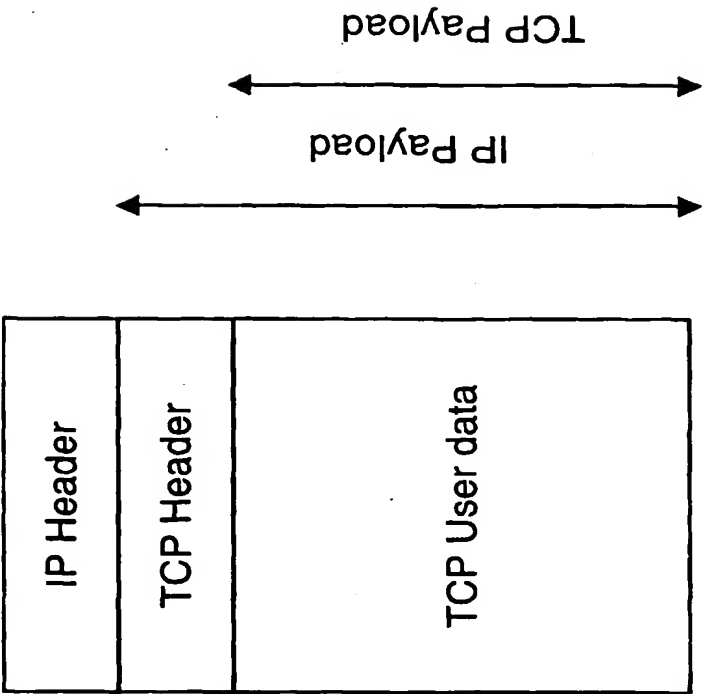 TCP Payload
IP Payload
IP Header
TCP Header
TCP User data